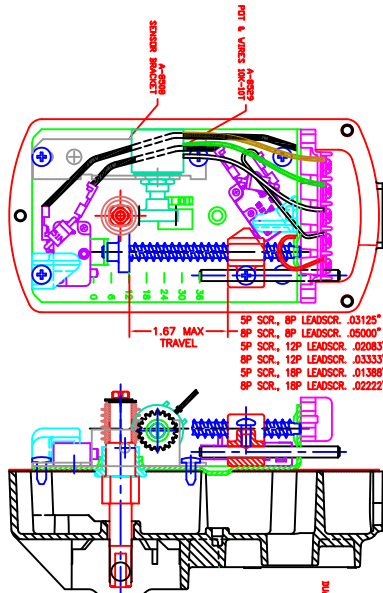 A-8509
SENSOR BRACKET
A-8529
POT & WIRES 10K-10T
0
6
12
18
24
30
36
1.67 MAX
TRAVEL
5P SCR., 8P LEADSCR. .03125"
8P SCR., 8P LEADSCR. .05000"
5P SCR., 12P LEADSCR. .02083"
8P SCR., 12P LEADSCR. .03333"
5P SCR., 18P LEADSCR. .01388"
8P SCR., 18P LEADSCR. .02222"